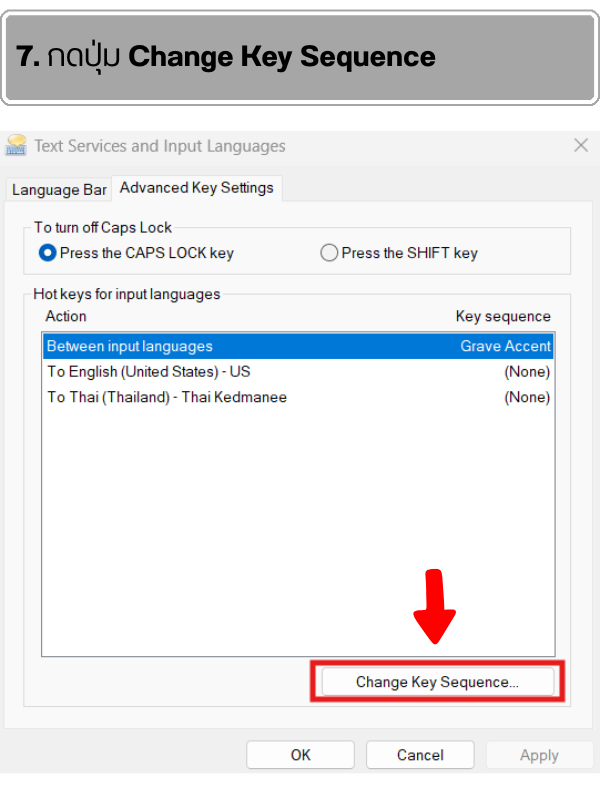 7. กดปุ่ม Change Key Sequence
Text Services and Input Languages
Language Bar Advanced Key Settings
To turn off Caps Lock
Press the CAPS LOCK key Press the SHIFT key
Hot keys for input languages
Action Key sequence
Between input languages Grave Accent
To English (United States) - US (None)
To Thai (Thailand) - Thai Kedmanee (None)
Change Key Sequence...
OK Cancel Apply